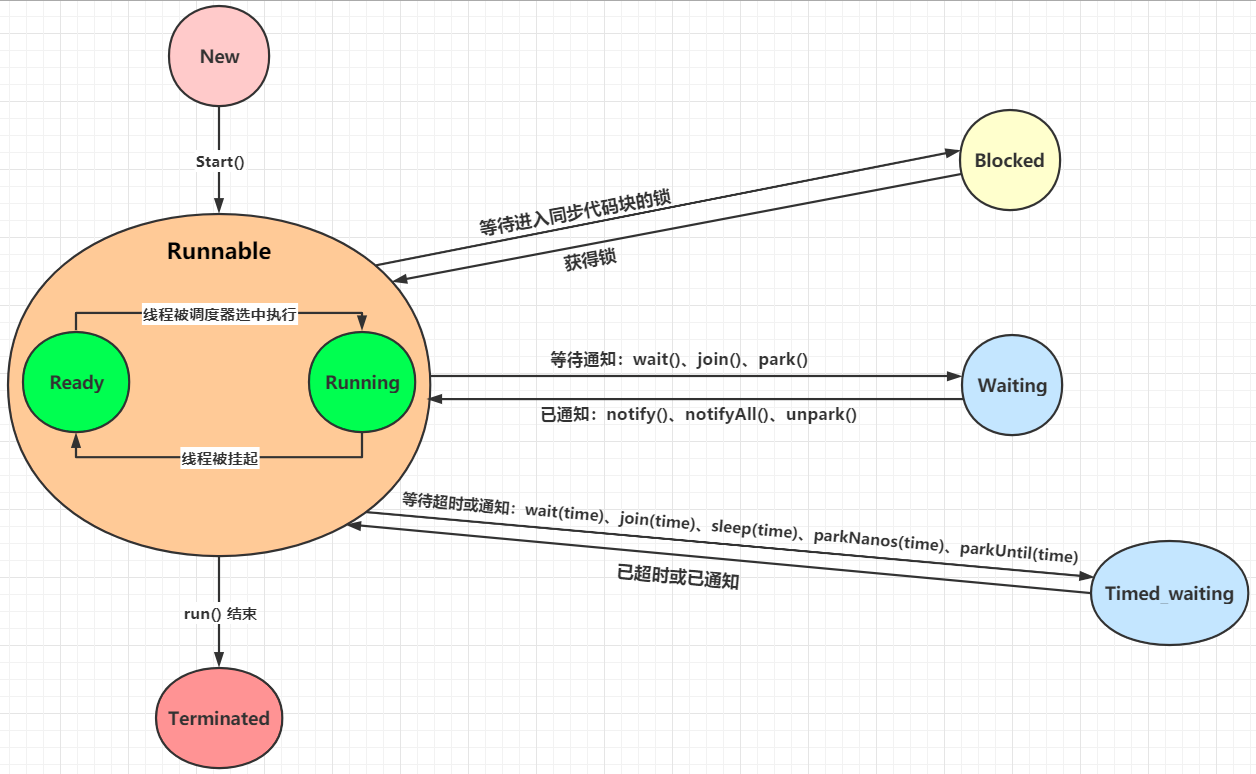 New
Start()
Blocked
等待进入同步代码块的锁
获得锁
Runnable
线程被调度器选中执行
Ready
Running
线程被挂起
等待通知：wait()、join()、park()
Waiting
已通知：notify()、notifyAll()、unpark()
等待超时或通知：wait(time)、join(time)、sleep(time)、parkNanos(time)、parkUntil(time)
已超时或已通知
Timed_waiting
run() 结束
Terminated